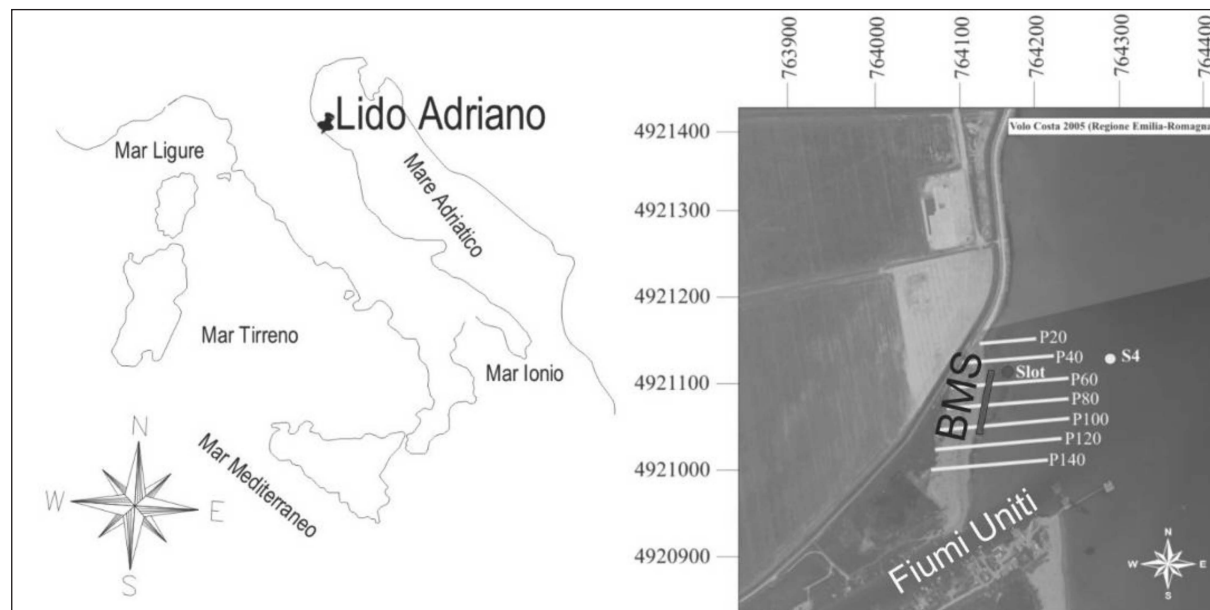 Lido Adriano
Mar Ligure
Mare Adriatico
Mar Tirreno
Mar Ionio
Mar Mediterraneo
N
W
E
S
763900
764000
764100
764200
764300
764400
4921400
4921300
4921200
4921100
4921000
4920900
Volo Costa 2005 (Regione Emilia-Romagna
P20
P40
S4
Slot
P60
P80
BMS
P100
P120
P140
Fiumi Uniti
N
W
E
S